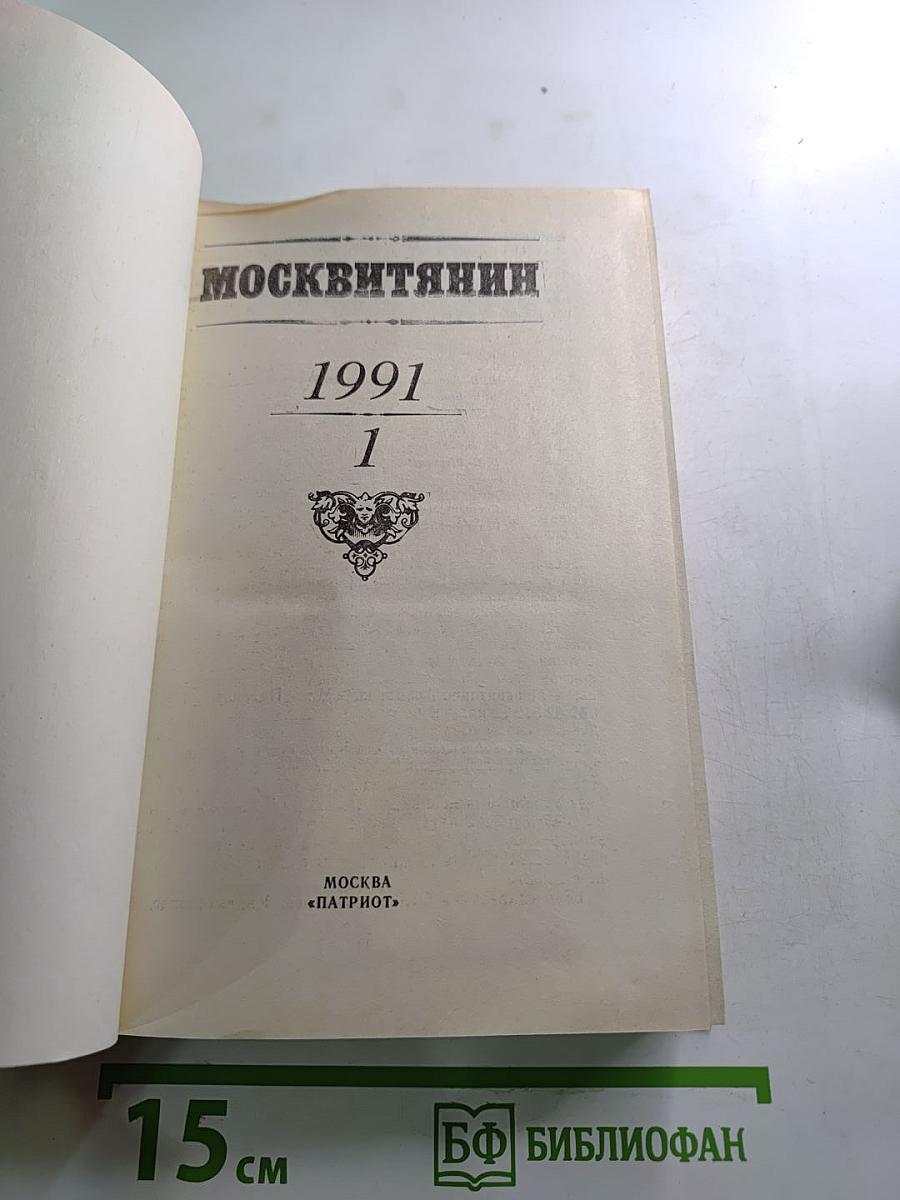 МОСКВИТЯНИН
1991
1
МОСКВА
«ПАТРИОТ»
15 см
БФ БИБЛИОФАН